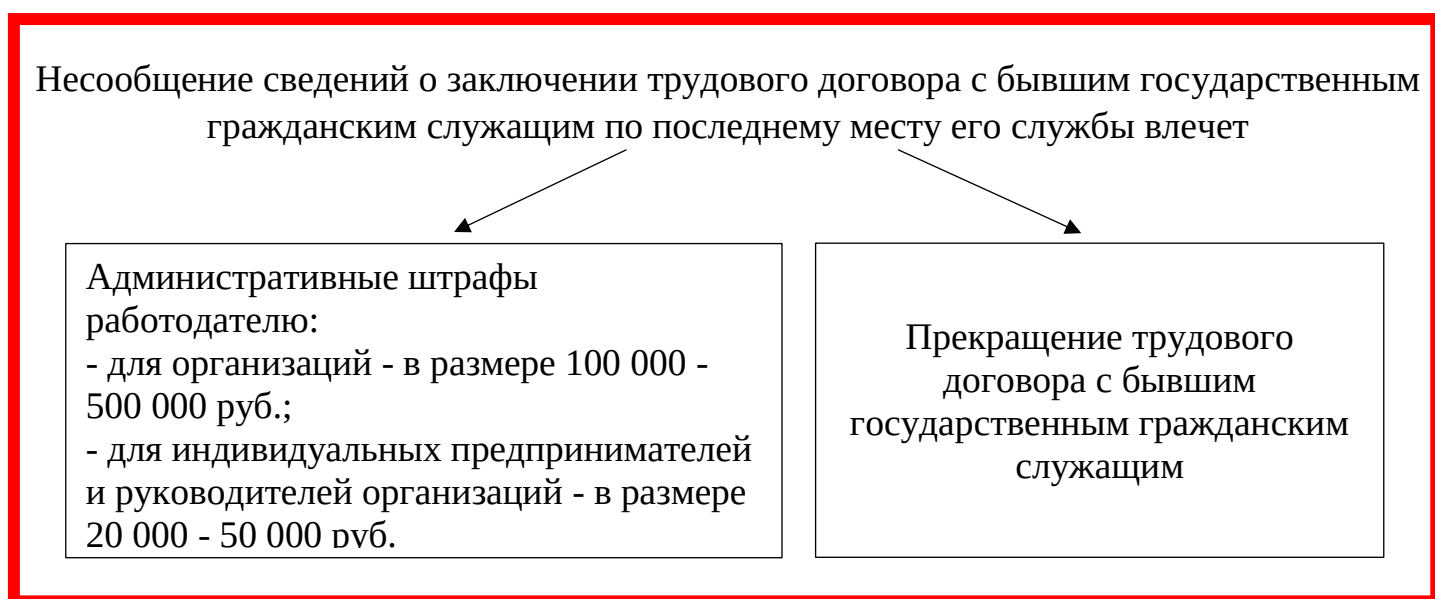 Несообщение сведений о заключении трудового договора с бывшим государственным
гражданским служащим по последнему месту его службы влечет
Административные штрафы
работодателю:
- для организаций - в размере 100 000 -
500 000 руб.;
- для индивидуальных предпринимателей
и руководителей организаций - в размере
20 000 - 50 000 руб.
Прекращение трудового
договора с бывшим
государственным гражданским
служащим